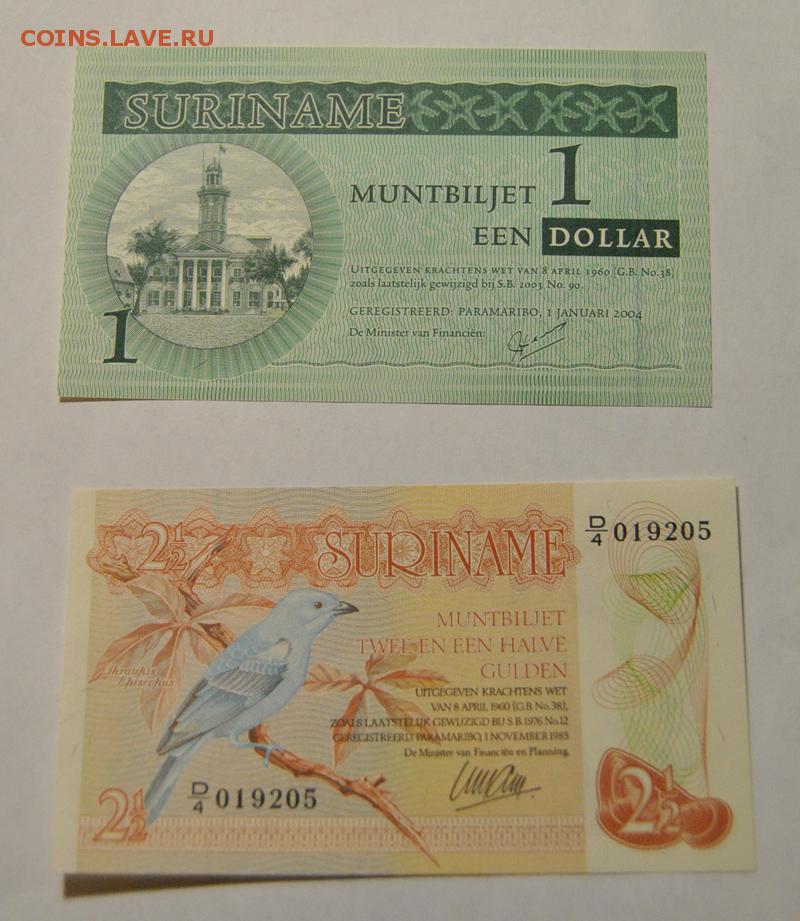 COINS.LAVE.RU
SURINAME
MUNTBILJET 1
EEN DOLLAR
UITGEGEVEN KRACHTENS WET VAN 8 APRIL 1960 (G.B. No.38)
zoals laatstelijk gewijzigd bij S.B. 2003 No. 90.
GEREGISTREERD: PARAMARIBO, 1 JANUARI 2004
De Minister van Financiën:
1
2½
SURINAME
D/4 019205
MUNTBILJET
TWEE EN EEN HALVE
GULDEN
Thraupis
Episcopus
UITGEGEVEN KRACHTENS WET
VAN 8 APRIL 1960 (G.B. No.38),
ZOALS LAATSTELIJK GEWIJZIGD BIJ S.B. 1976 No.12
GEREGISTREERD: PARAMARIBO, 1 NOVEMBER 1985
De Minister van Financiën en Planning,
D/4 019205
2½
2½